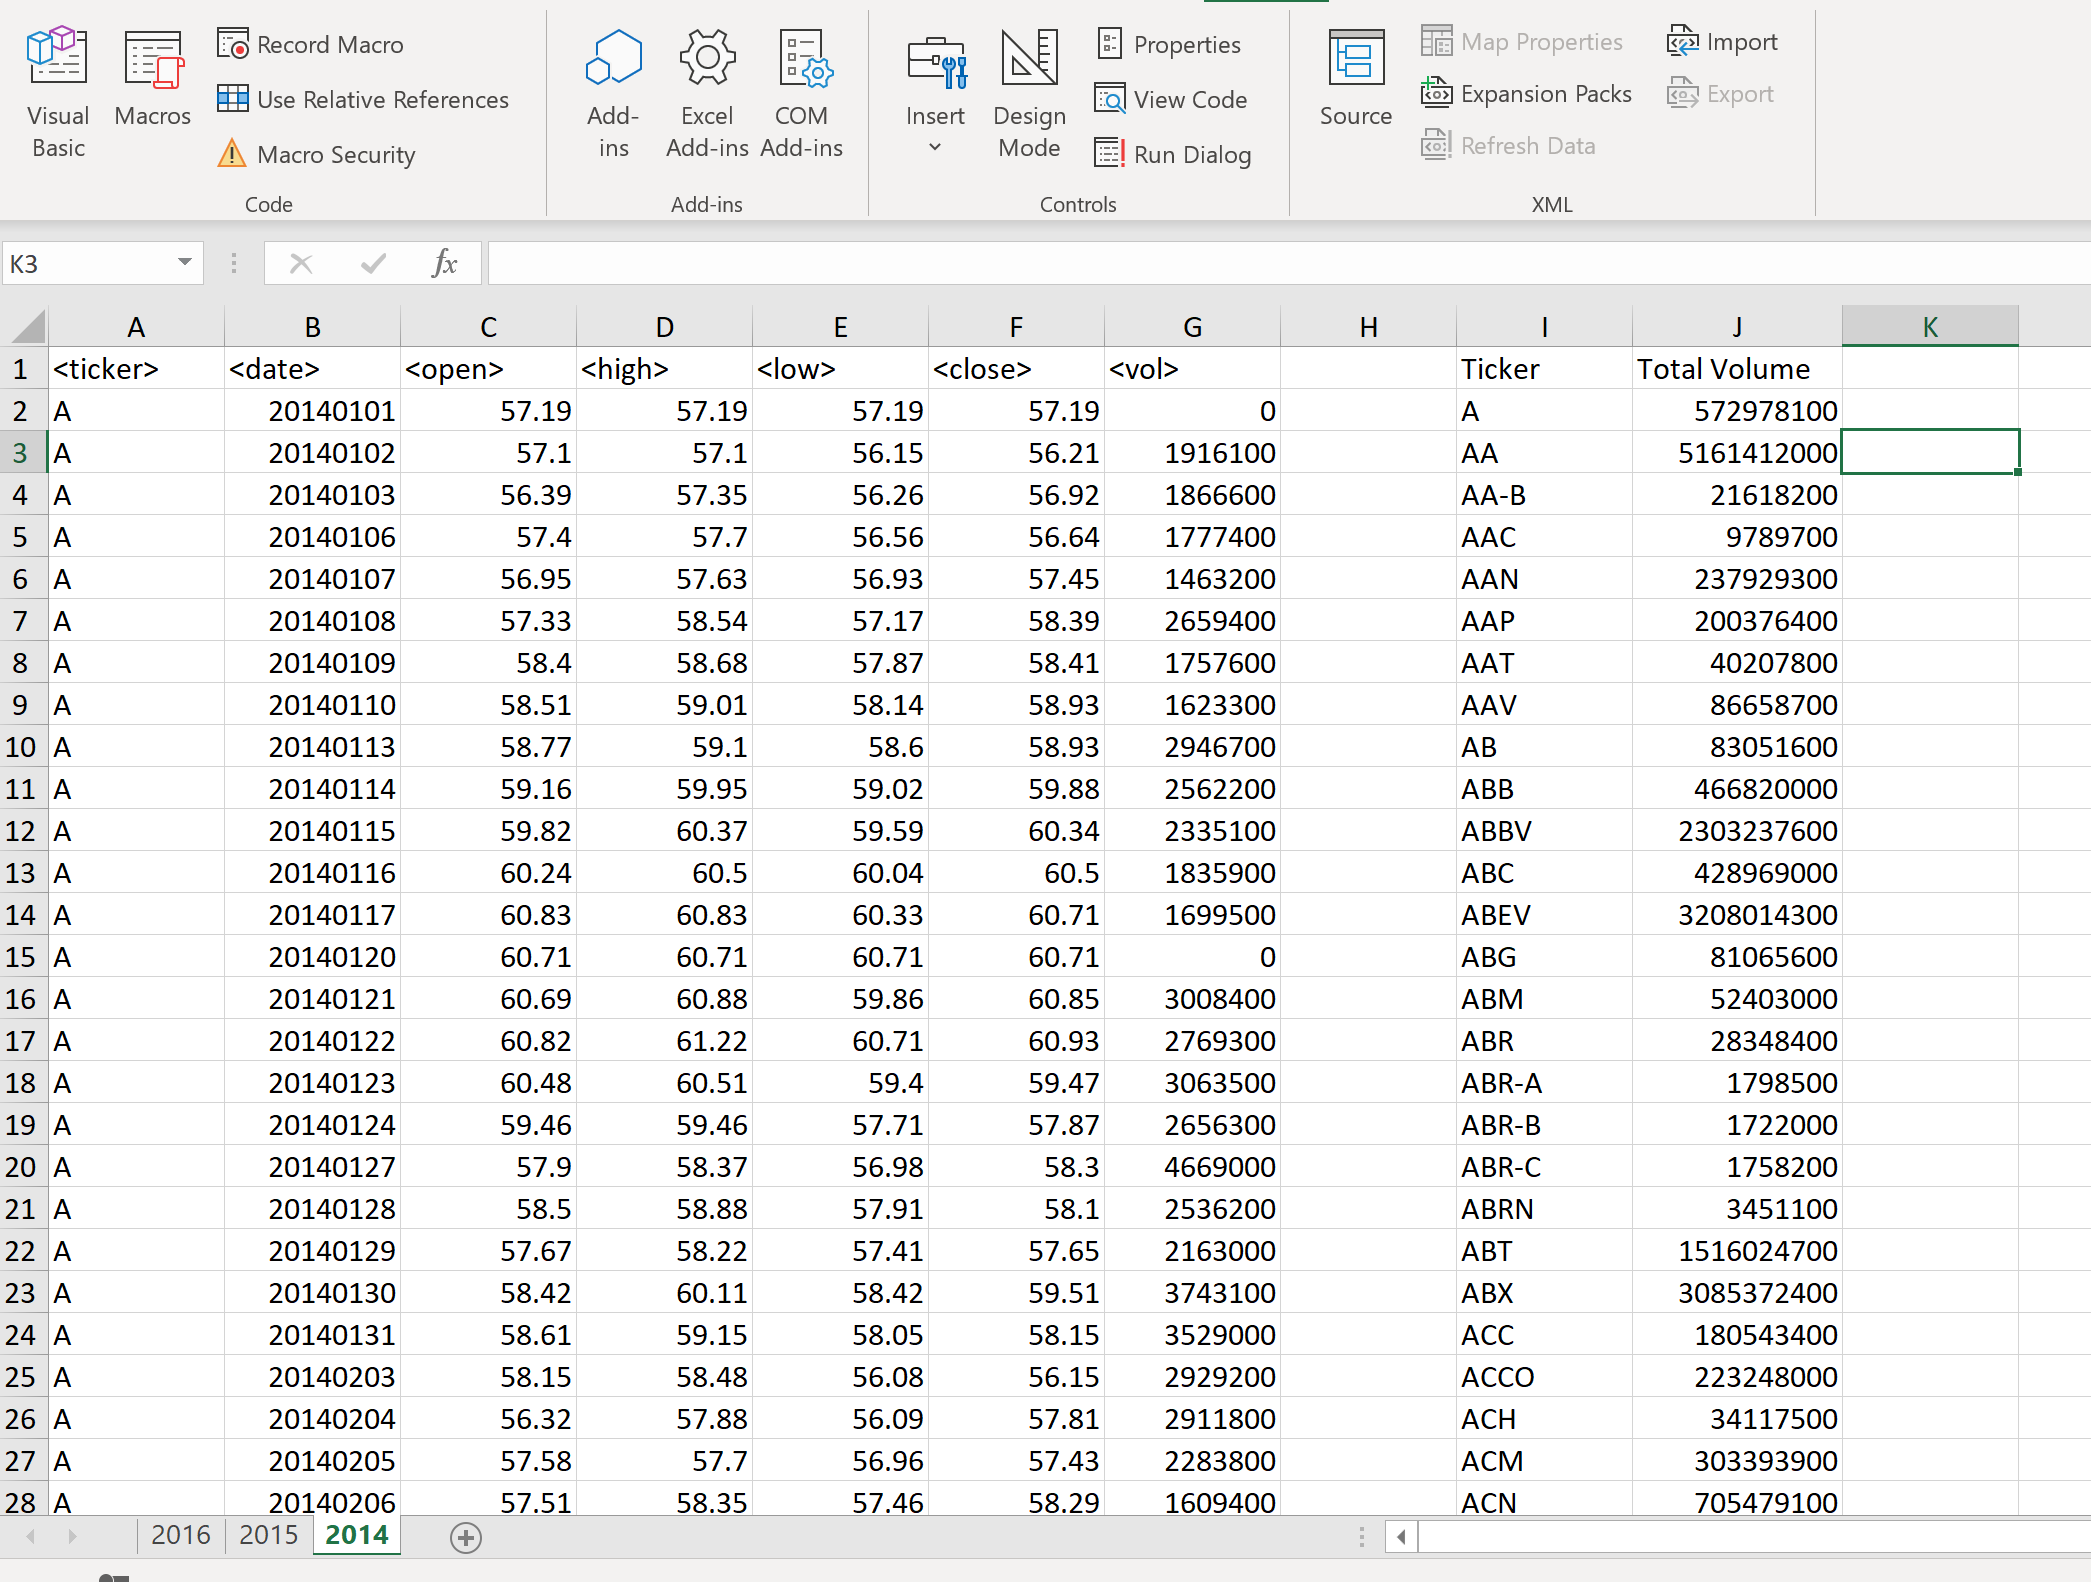 Visual Basic
Macros
Record Macro
Use Relative References
Macro Security
Code
Add-ins
Excel Add-ins
COM Add-ins
Add-ins
Insert
Design Mode
Properties
View Code
Run Dialog
Controls
Source
Map Properties
Expansion Packs
Refresh Data
Import
Export
XML
K3
fx
A B C D E F G H I J K
1 <ticker> <date> <open> <high> <low> <close> <vol> Ticker Total Volume
2 A 20140101 57.19 57.19 57.19 57.19 0 A 572978100
3 A 20140102 57.1 57.1 56.15 56.21 1916100 AA 5161412000
4 A 20140103 56.39 57.35 56.26 56.92 1866600 AA-B 21618200
5 A 20140106 57.4 57.7 56.56 56.64 1777400 AAC 9789700
6 A 20140107 56.95 57.63 56.93 57.45 1463200 AAN 237929300
7 A 20140108 57.33 58.54 57.17 58.39 2659400 AAP 200376400
8 A 20140109 58.4 58.68 57.87 58.41 1757600 AAT 40207800
9 A 20140110 58.51 59.01 58.14 58.93 1623300 AAV 86658700
10 A 20140113 58.77 59.1 58.6 58.93 2946700 AB 83051600
11 A 20140114 59.16 59.95 59.02 59.88 2562200 ABB 466820000
12 A 20140115 59.82 60.37 59.59 60.34 2335100 ABBV 2303237600
13 A 20140116 60.24 60.5 60.04 60.5 1835900 ABC 428969000
14 A 20140117 60.83 60.83 60.33 60.71 1699500 ABEV 3208014300
15 A 20140120 60.71 60.71 60.71 60.71 0 ABG 81065600
16 A 20140121 60.69 60.88 59.86 60.85 3008400 ABM 52403000
17 A 20140122 60.82 61.22 60.71 60.93 2769300 ABR 28348400
18 A 20140123 60.48 60.51 59.4 59.47 3063500 ABR-A 1798500
19 A 20140124 59.46 59.46 57.71 57.87 2656300 ABR-B 1722000
20 A 20140127 57.9 58.37 56.98 58.3 4669000 ABR-C 1758200
21 A 20140128 58.5 58.88 57.91 58.1 2536200 ABRN 3451100
22 A 20140129 57.67 58.22 57.41 57.65 2163000 ABT 1516024700
23 A 20140130 58.42 60.11 58.42 59.51 3743100 ABX 3085372400
24 A 20140131 58.61 59.15 58.05 58.15 3529000 ACC 180543400
25 A 20140203 58.15 58.48 56.08 56.15 2929200 ACCO 223248000
26 A 20140204 56.32 57.88 56.09 57.81 2911800 ACH 34117500
27 A 20140205 57.58 57.7 56.96 57.43 2283800 ACM 303393900
28 A 20140206 57.51 58.35 57.46 58.29 1609400 ACN 705479100
2016 2015 2014